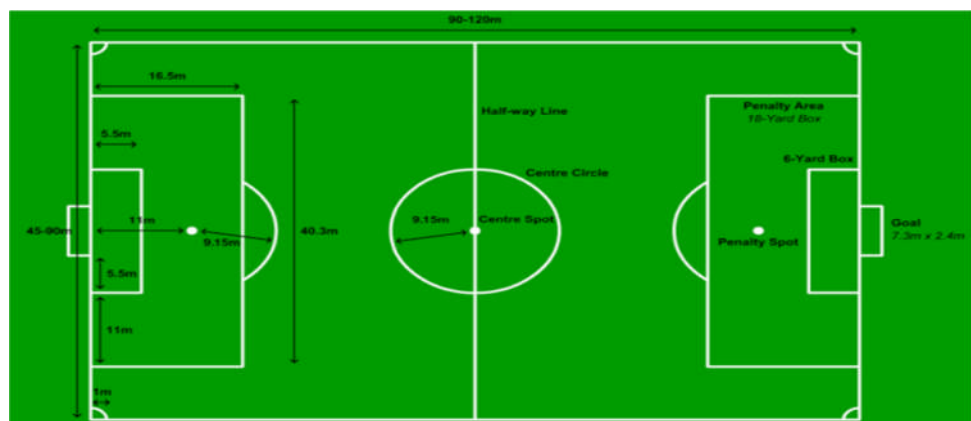 90-120m
16.5m
Penalty Area
18-Yard Box
Half-way Line
5.5m
6-Yard Box
Centre Circle
11m
9.15m
Centre Spot
Goal
7.3m x 2.4m
45-90m
40.3m
9.15m
Penalty Spot
5.5m
11m
1m